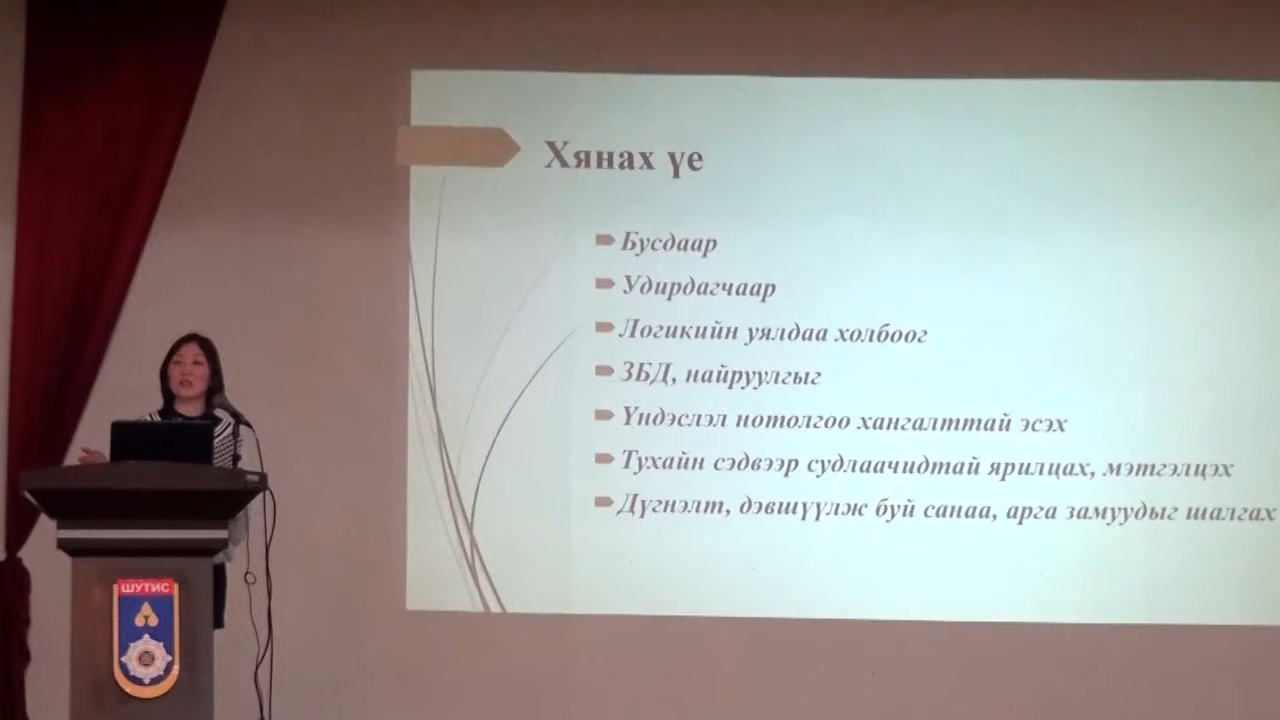 Хянах үе
Бусдаар
Удирдагчаар
Логикийн уялдаа холбоог
ЗБД, найруулгыг
Үндэслэл нотолгоо хангалттай эсэх
Тухайн сэдвээр судлаачидтай ярилцах, мэтгэлцэх
Дүгнэлт, дэвшүүлж буй санаа, арга замуудыг шалгах
ШУТИС